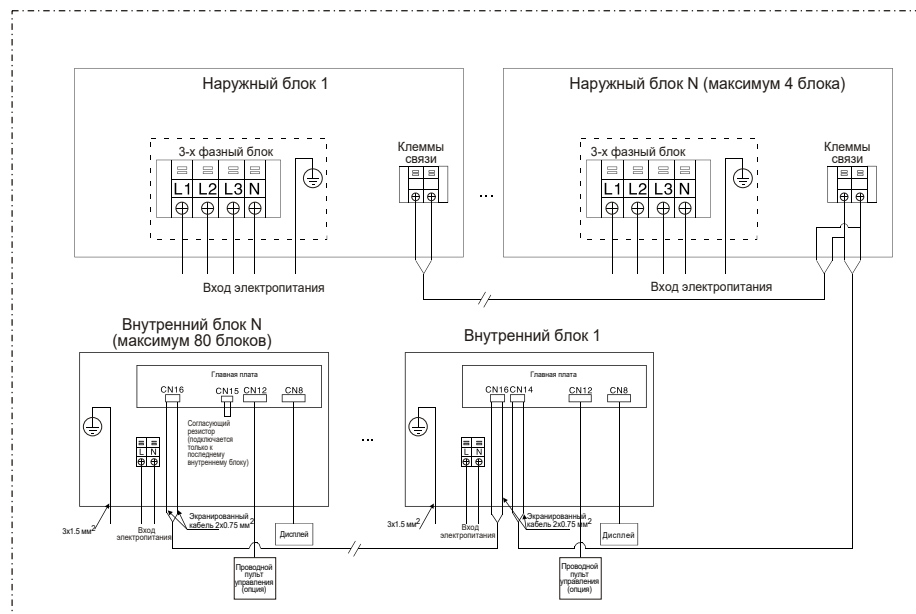 Наружный блок 1
3-х фазный блок
L1 L2 L3 N
Клеммы
связи
Вход электропитания
...
Наружный блок N (максимум 4 блока)
3-х фазный блок
L1 L2 L3 N
Клеммы
связи
Вход электропитания
Внутренний блок N
(максимум 80 блоков)
Главная плата
CN16 CN15 CN12 CN8
Согласующий
резистор
(подключается
только к
последнему
внутреннему блоку)
L N
3x1.5 мм2
Вход
электропитания
Экранированный
кабель 2x0.75 мм2
Дисплей
Проводной
пульт
управления
(опция)
...
Внутренний блок 1
Главная плата
CN16 CN14 CN12 CN8
L N
3x1.5 мм2
Вход
электропитания
Экранированный
кабель 2x0.75 мм2
Дисплей
Проводной
пульт
управления
(опция)